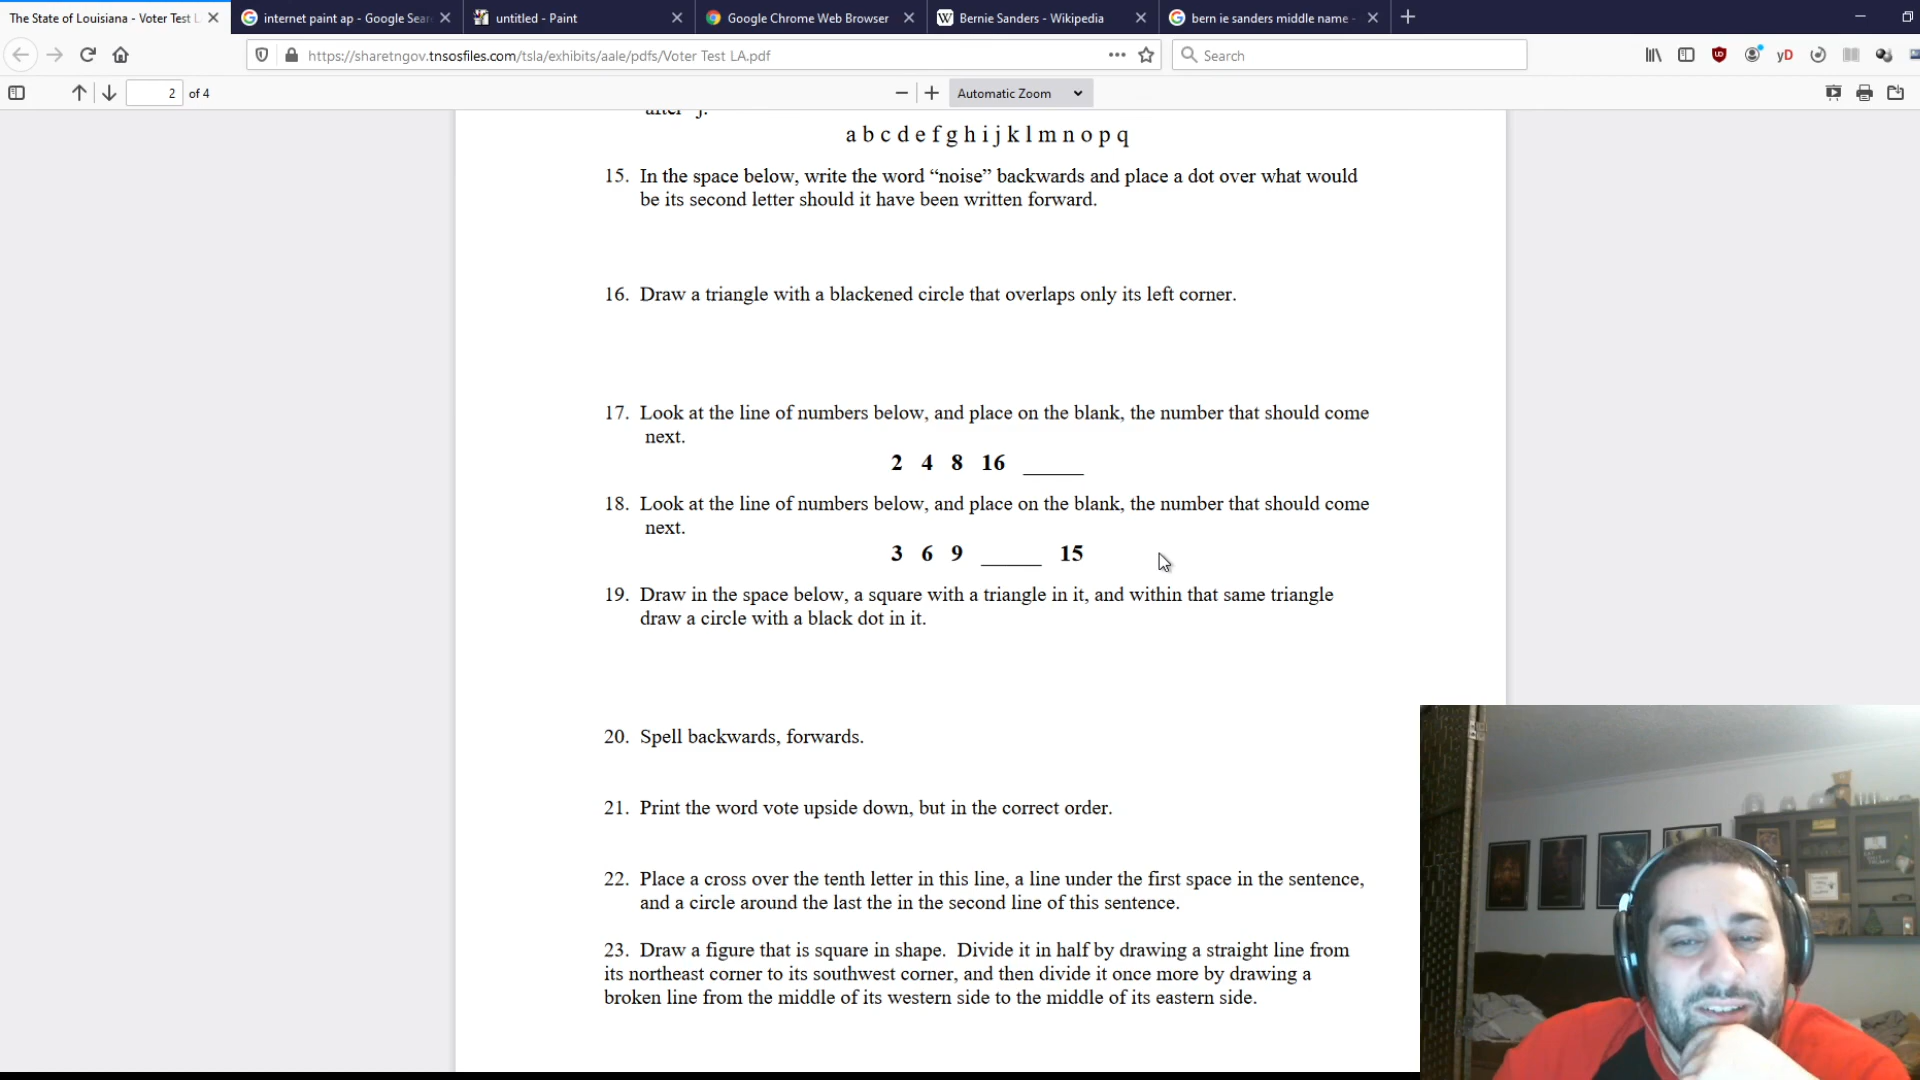 The State of Louisiana - Voter Test L
internet paint ap - Google Sear
untitled - Paint
Google Chrome Web Browser
W Bernie Sanders - Wikipedia
bern ie sanders middle name -
https://sharetngov.tnsosfiles.com/tsla/exhibits/aale/pdfs/Voter Test LA.pdf
Search
yD
2 of 4
Automatic Zoom
after "j.
a b c d e f g h i j k l m n o p q
15. In the space below, write the word “noise” backwards and place a dot over what would
be its second letter should it have been written forward.
16. Draw a triangle with a blackened circle that overlaps only its left corner.
17. Look at the line of numbers below, and place on the blank, the number that should come
next.
2 4 8 16 _____
18. Look at the line of numbers below, and place on the blank, the number that should come
next.
3 6 9 _____ 15
19. Draw in the space below, a square with a triangle in it, and within that same triangle
draw a circle with a black dot in it.
20. Spell backwards, forwards.
21. Print the word vote upside down, but in the correct order.
22. Place a cross over the tenth letter in this line, a line under the first space in the sentence,
and a circle around the last the in the second line of this sentence.
23. Draw a figure that is square in shape. Divide it in half by drawing a straight line from
its northeast corner to its southwest corner, and then divide it once more by drawing a
broken line from the middle of its western side to the middle of its eastern side.